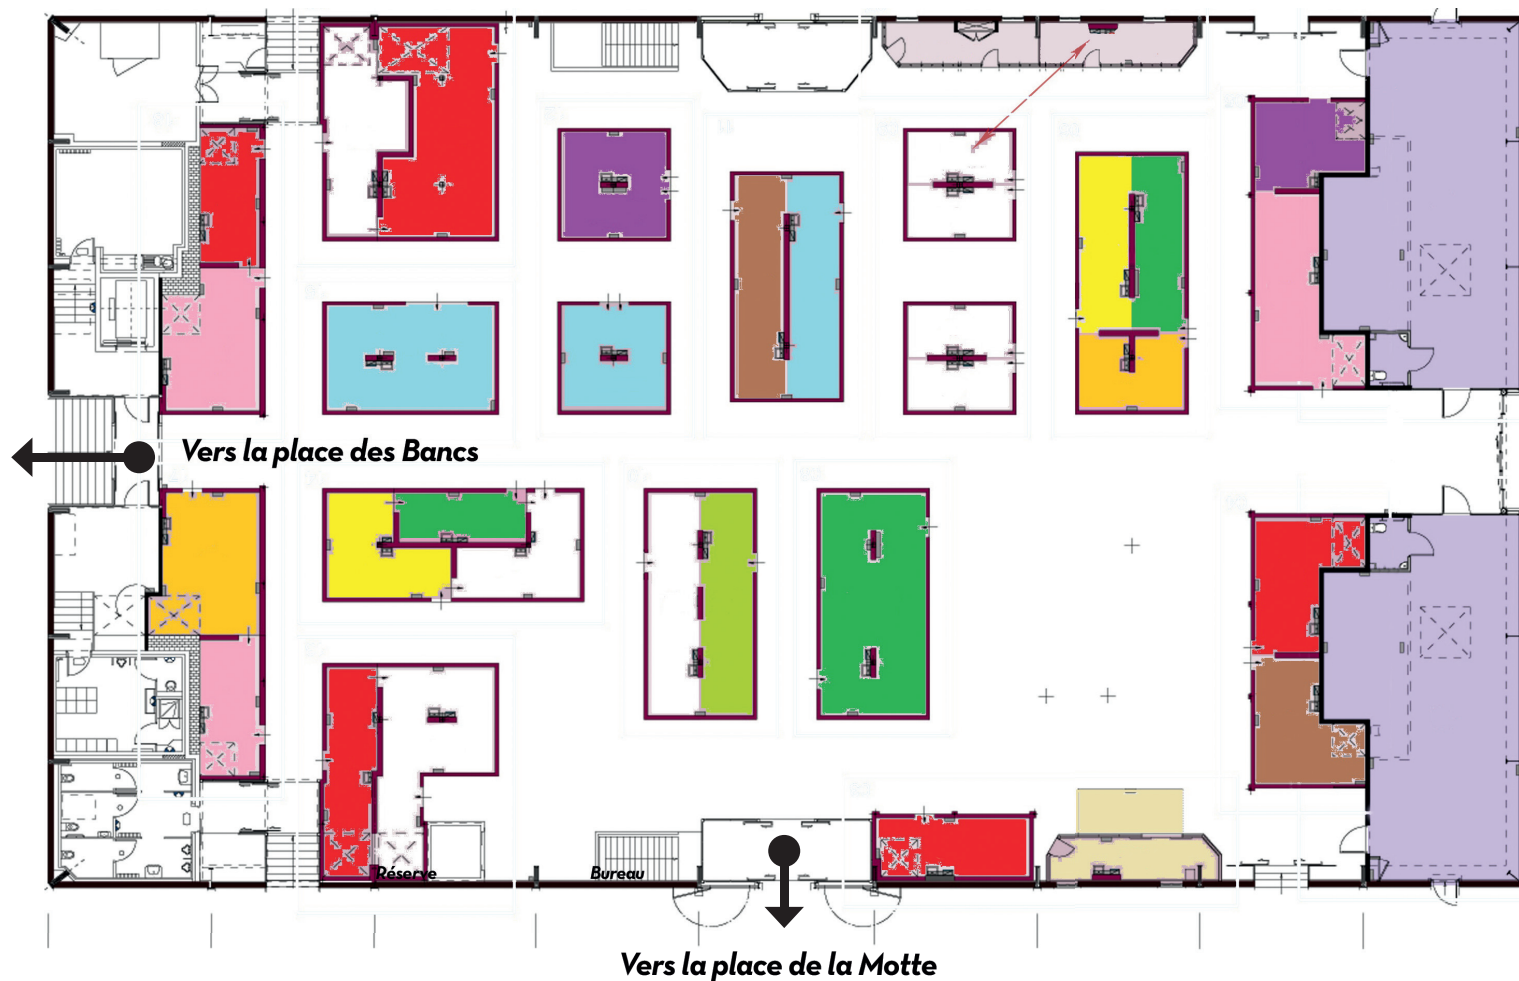 Vers la place des Bancs
Réserve
Bureau
Vers la place de la Motte